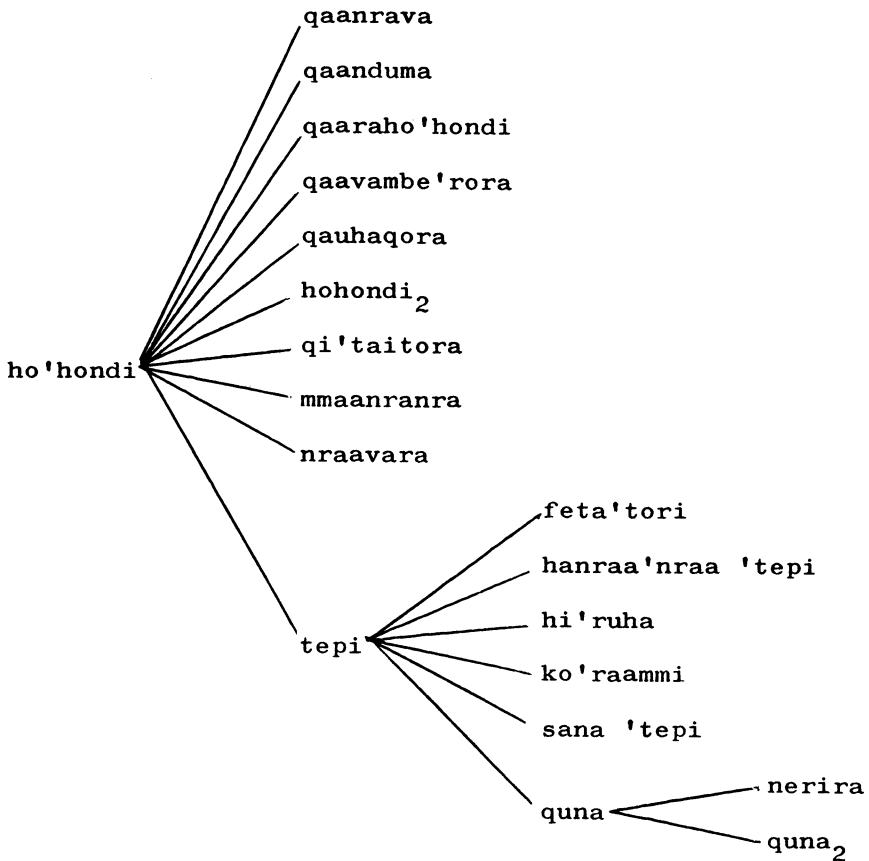 qaanrava
qaanduma
qaaraho'hondi
qaavambe'rora
qauhaqora
hohondi₂
qi'taitora
ho'hondi
mmaanranra
nraavara
feta'tori
hanraa'nraa 'tepi
hi'ruha
tepi
ko'raammi
sana 'tepi
nerira
quna
quna₂